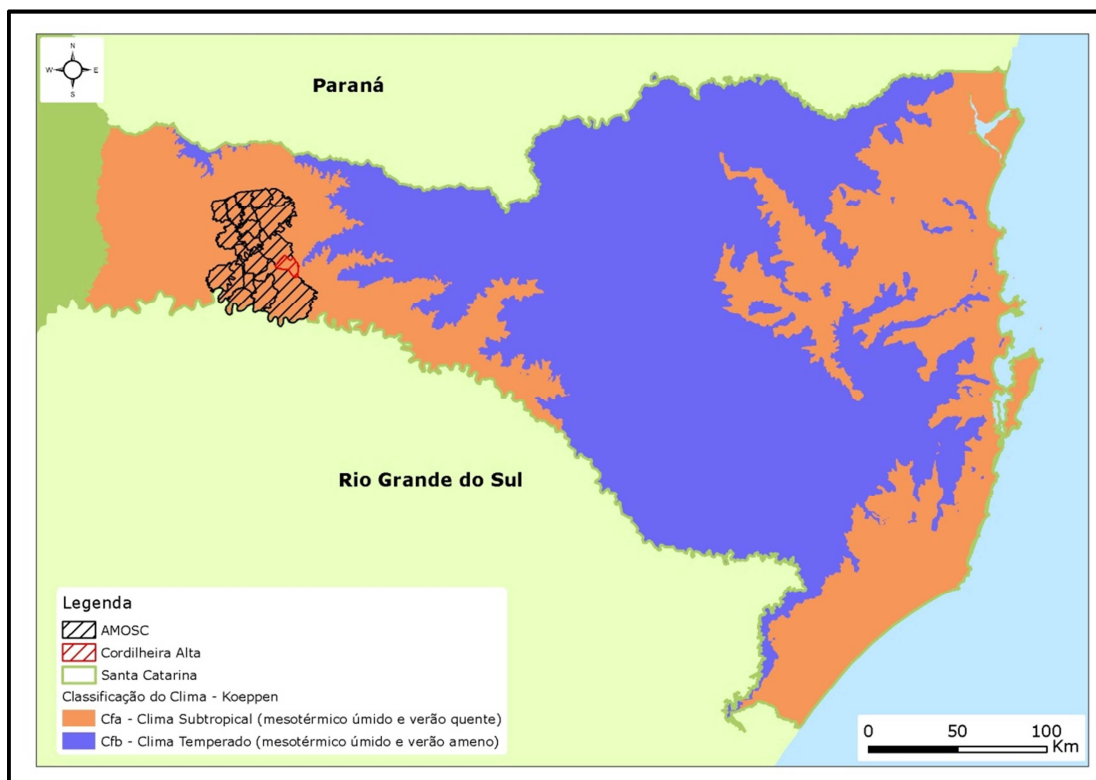 N
W E
S
Paraná
Rio Grande do Sul
Legenda
AMOSC
Cordilheira Alta
Santa Catarina
Classificação do Clima - Koeppen
Cfa - Clima Subtropical (mesotérmico úmido e verão quente)
Cfb - Clima Temperado (mesotérmico úmido e verão ameno)
0 50 100
Km